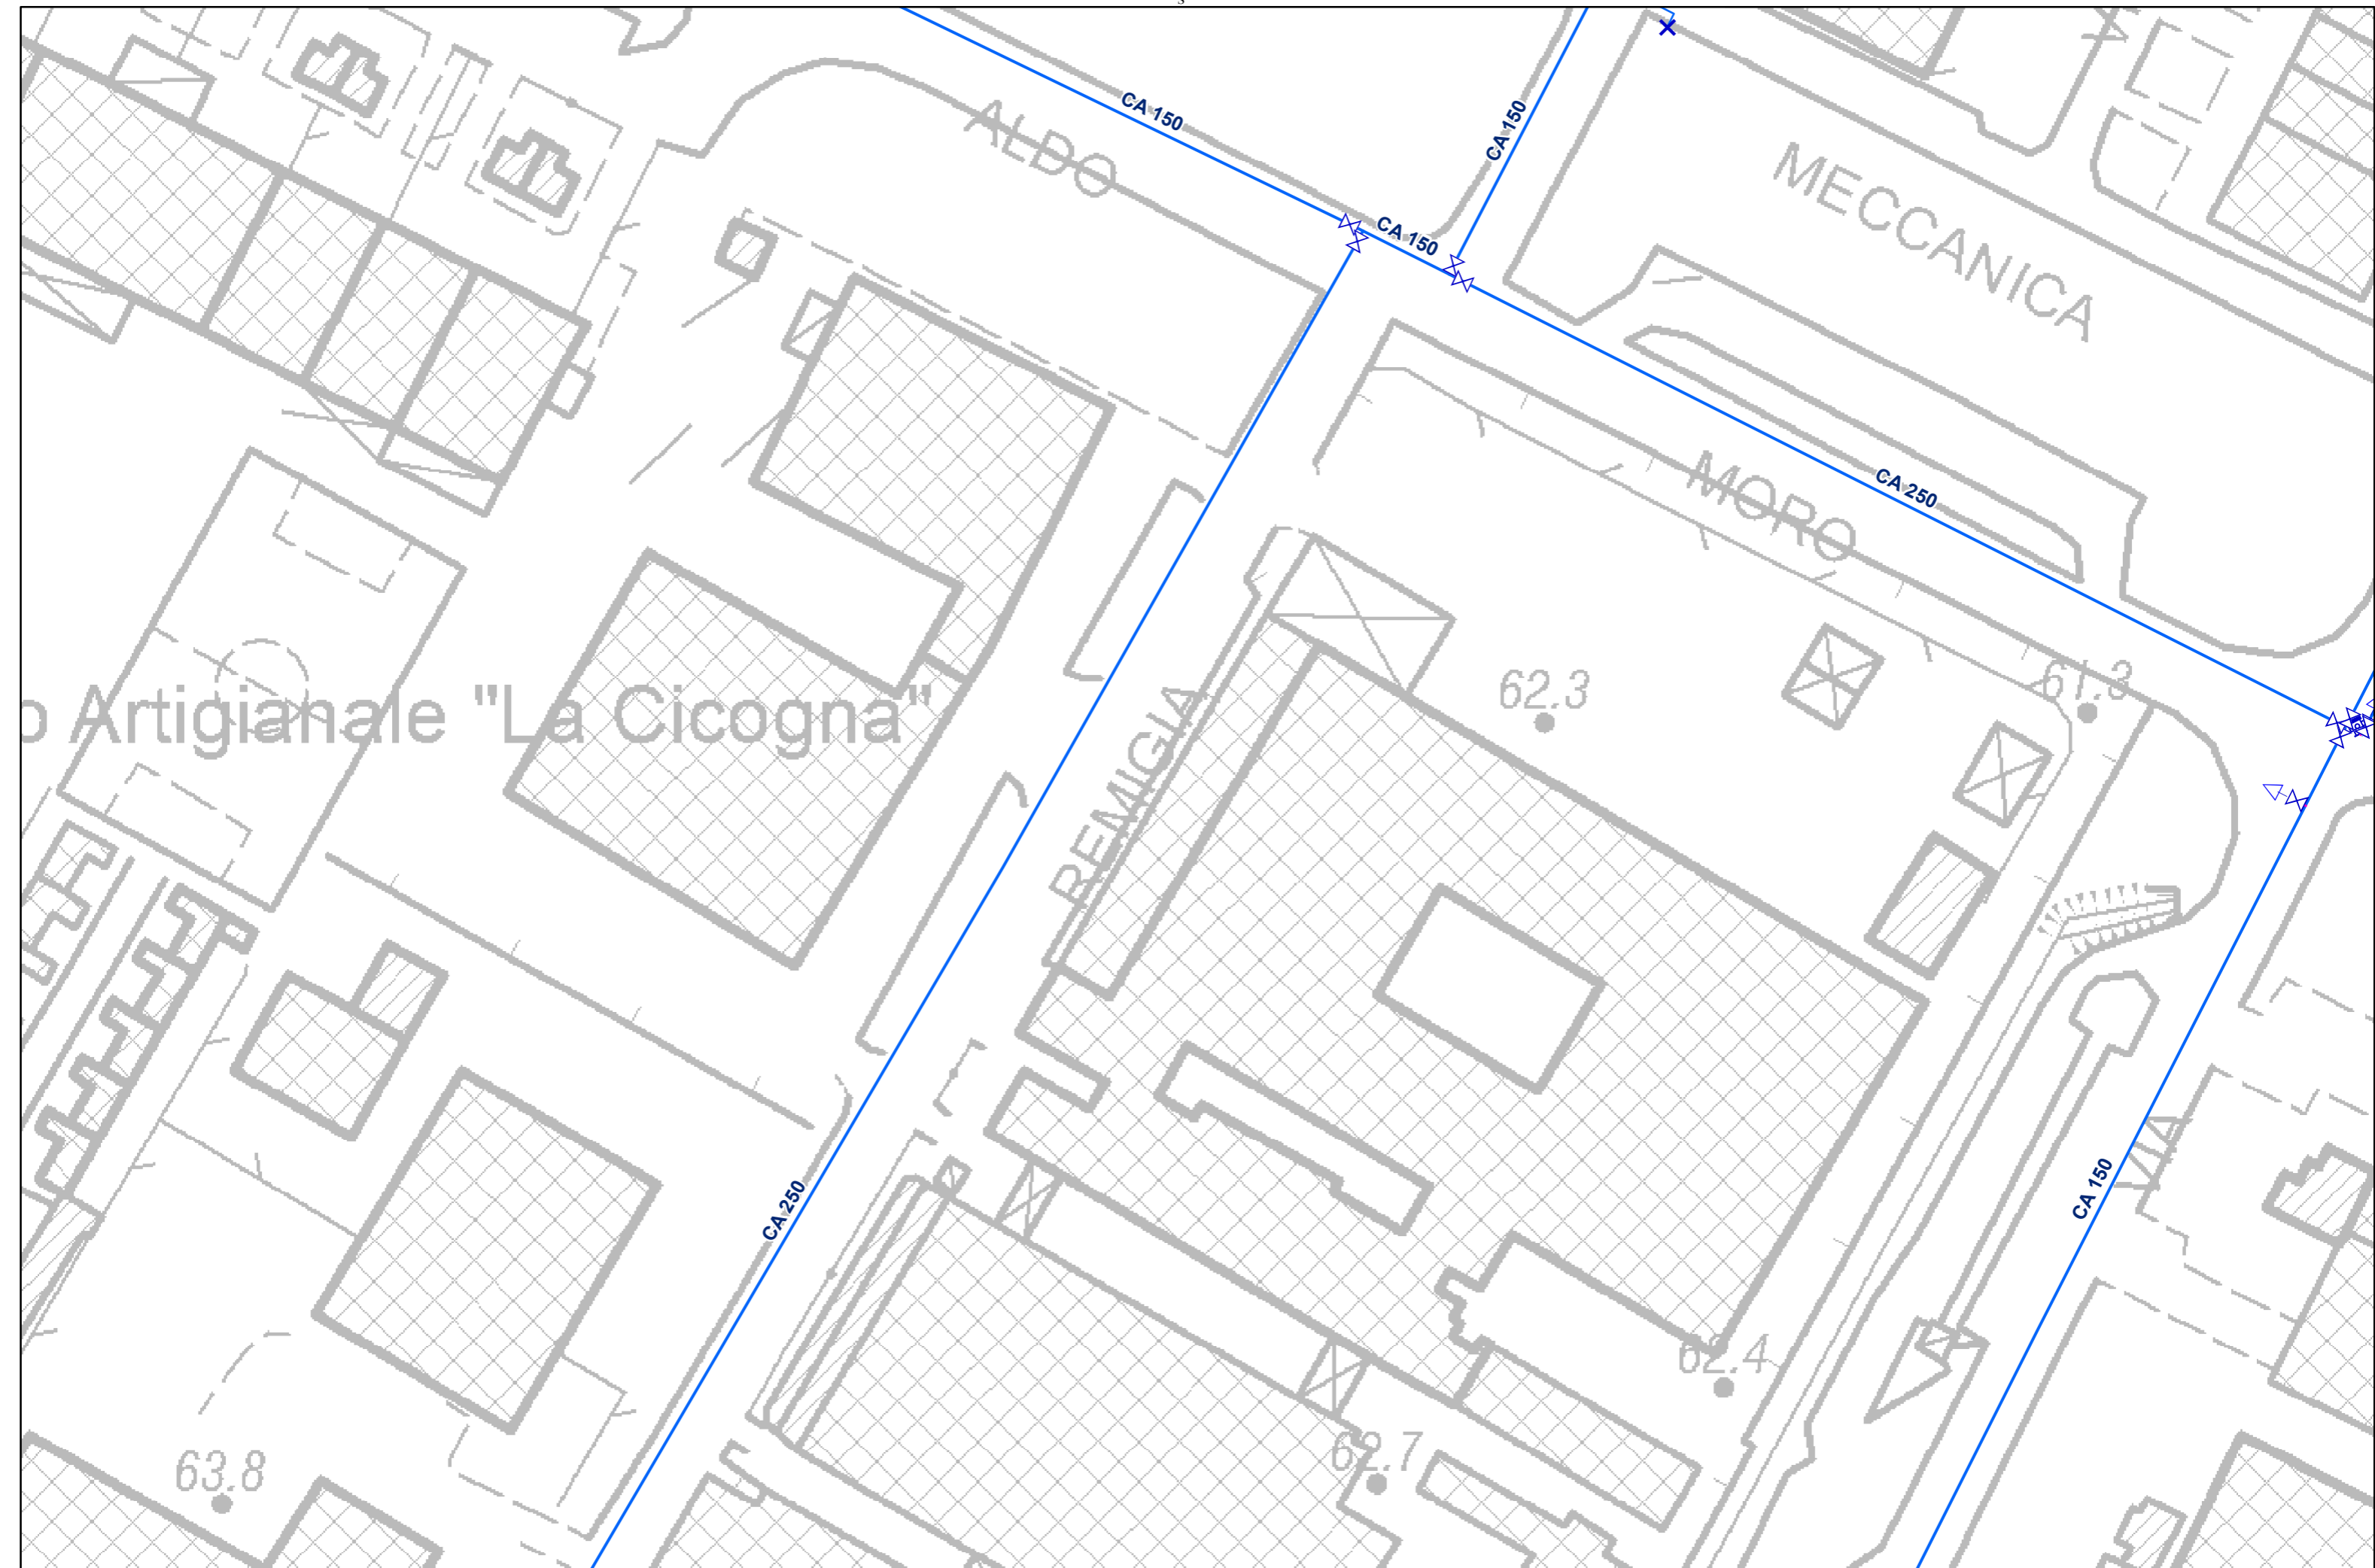 s
CA 150
CA 150
ALDO
MECCANICA
CA 150
MORO
CA 250
62.3
61.3
o Artigianale "La Cicogna"
REMIGIA
VIA
CA 150
CA 250
62.4
62.7
63.8